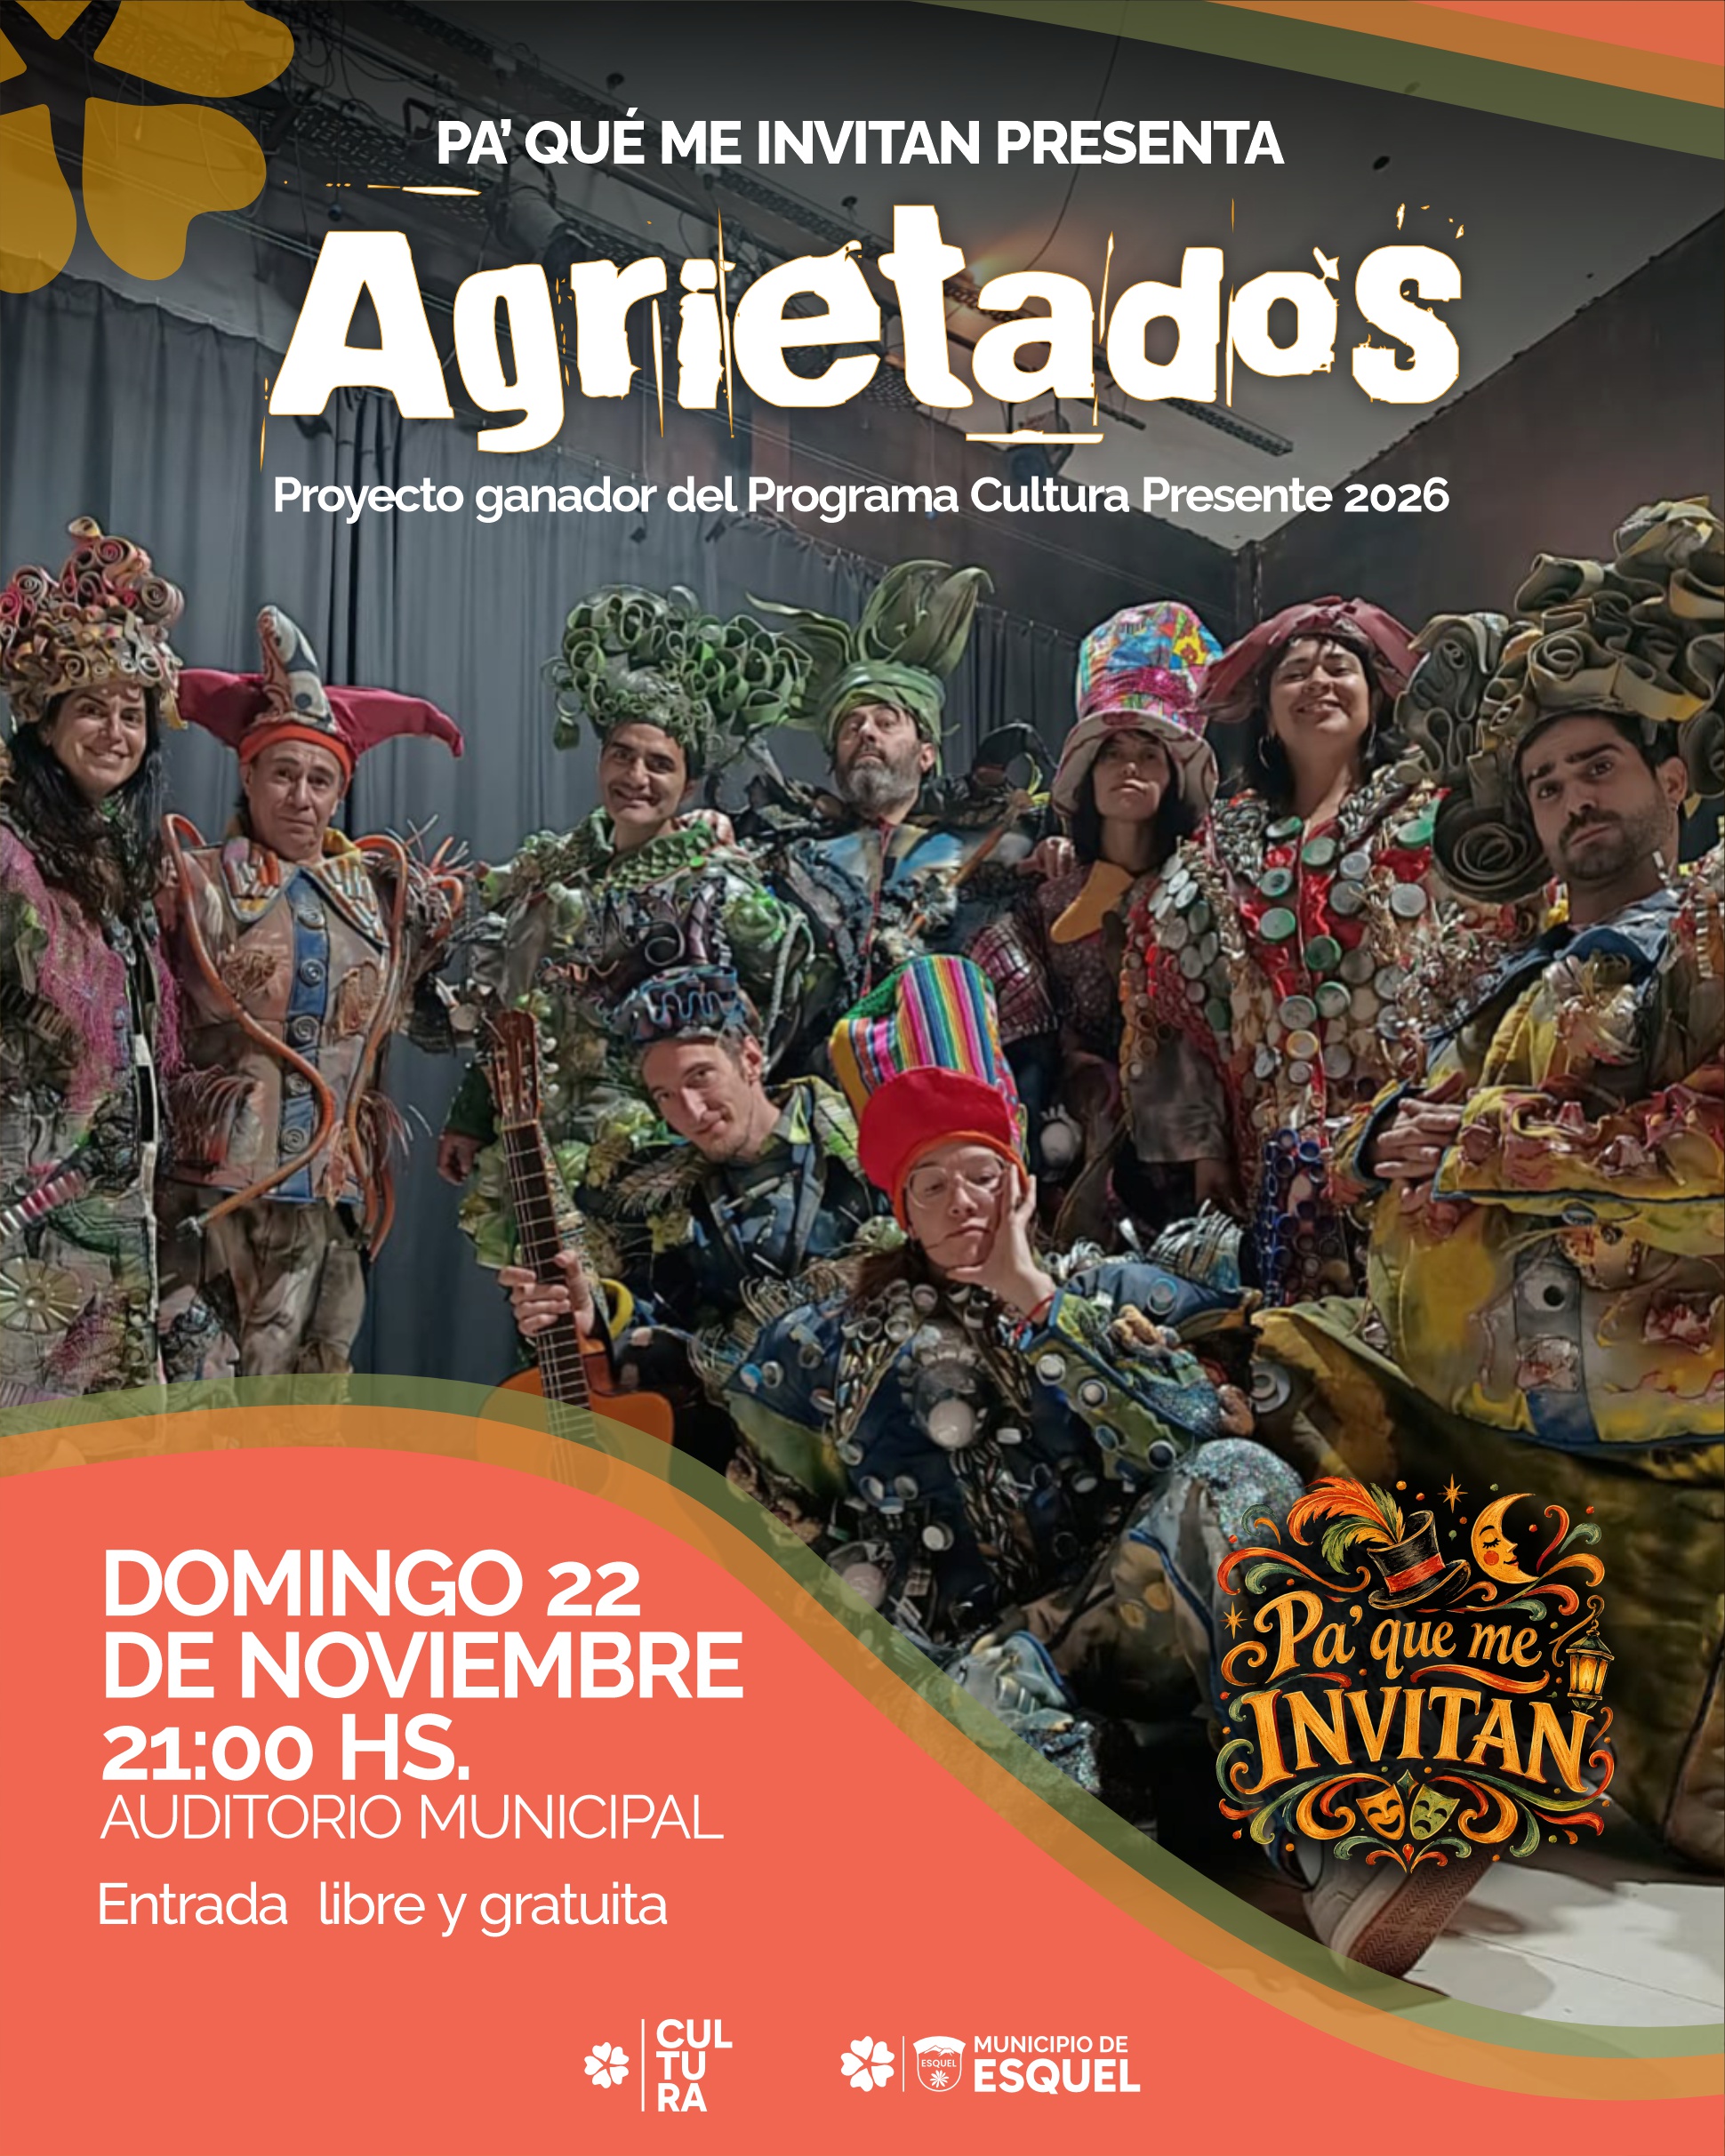 PA' QUÉ ME INVITAN PRESENTA
Agrietados
Proyecto ganador del Programa Cultura Presente 2026
DOMINGO 22
DE NOVIEMBRE
21:00 HS.
AUDITORIO MUNICIPAL
Entrada libre y gratuita
Pa' que me
INVITAN
CUL
TU
RA
ESQUEL
MUNICIPIO DE
ESQUEL